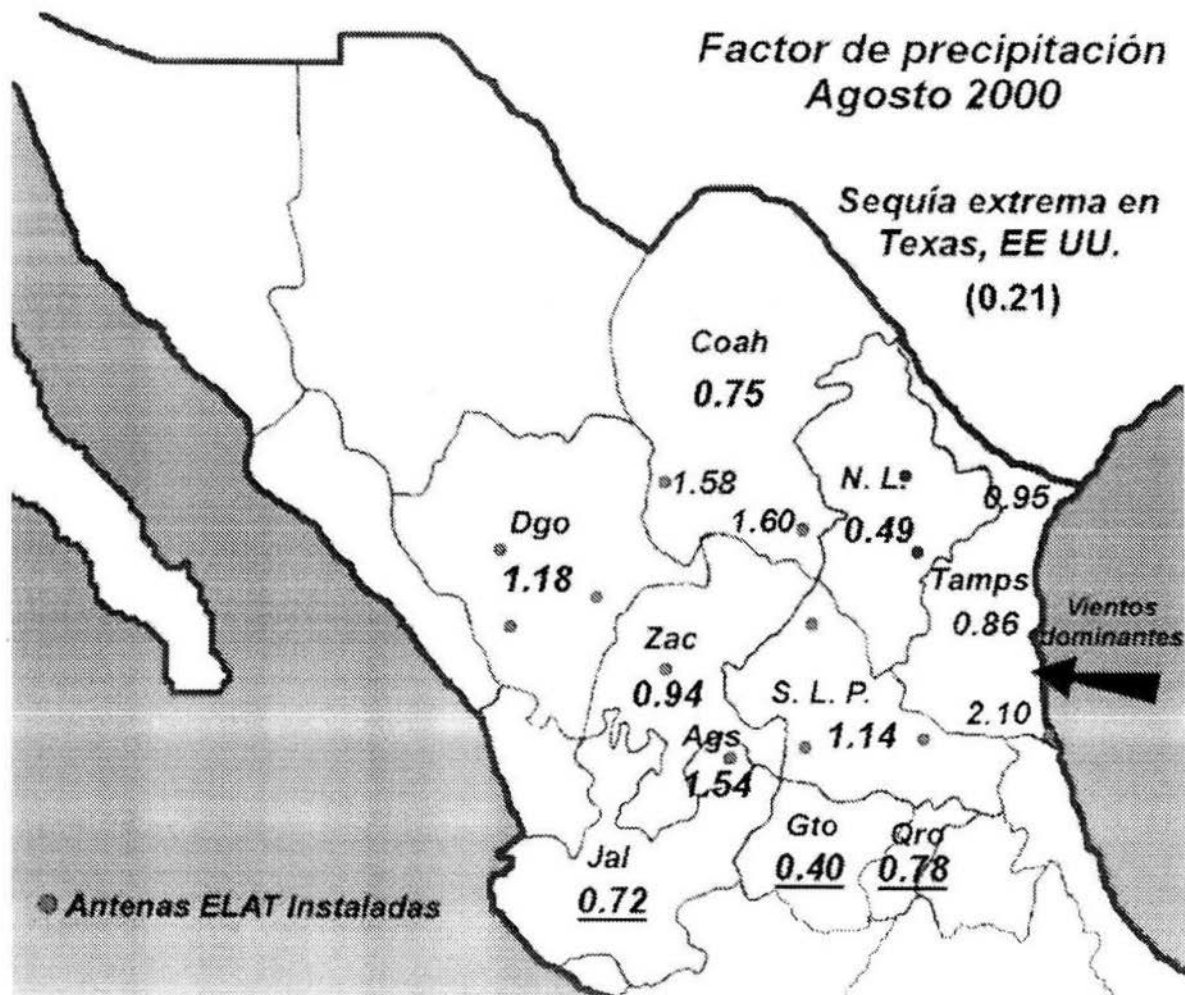 Factor de precipitación
Agosto 2000
Sequía extrema en
Texas, EE UU.
(0.21)
Coah
0.75
1.58
1.60
N. L.
0.49
0.95
Dgo
1.18
Tamps
0.86
Vientos
dominantes
Zac
0.94
S. L. P.
1.14
2.10
Ags
1.54
Gto
0.40
Qro
0.78
Jal
0.72
Antenas ELAT Instaladas